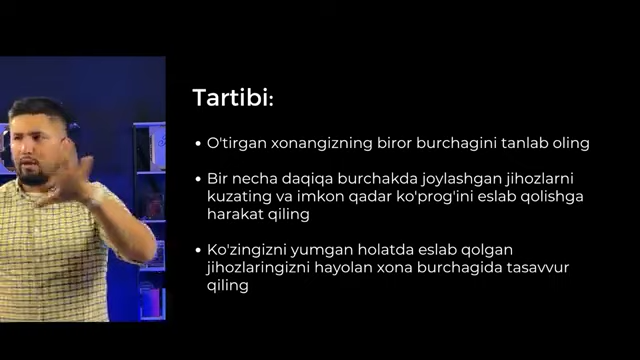 Tartibi:
O'tirgan xonangizning biror burchagini tanlab oling
Bir necha daqiqa burchakda joylashgan jihozlarni
kuzating va imkon qadar ko'prog'ini eslab qolishga
harakat qiling
Ko'zingizni yumgan holatda eslab qolgan
jihozlaringizni hayolan xona burchagida tasavvur
qiling